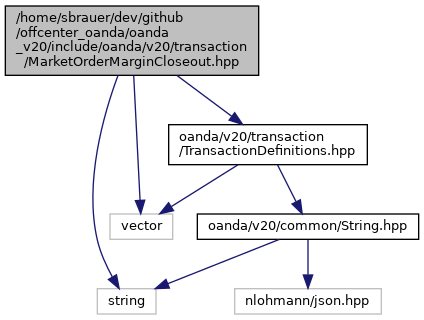 /home/sbrauer/dev/github
/offcenter_oanda/oanda
_v20/include/oanda/v20/transaction
/MarketOrderMarginCloseout.hpp
oanda/v20/transaction
/TransactionDefinitions.hpp
vector
oanda/v20/common/String.hpp
string
nlohmann/json.hpp